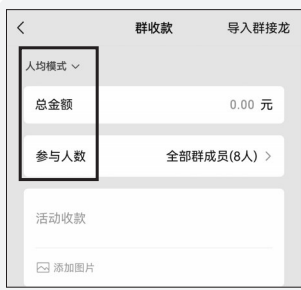 群收款 导入群接龙
人均模式
总金额 0.00 元
参与人数 全部群成员(8人)
活动收款
添加图片